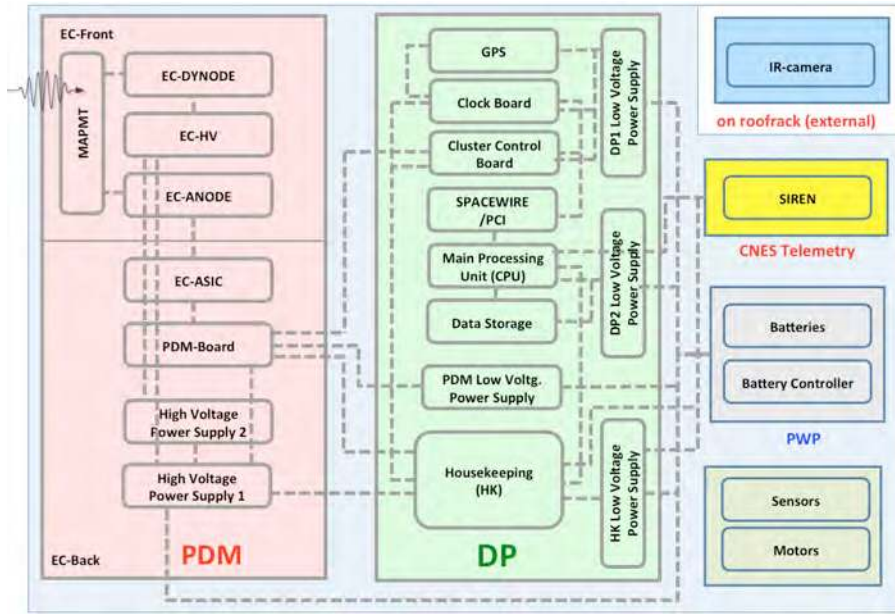 EC-Front
MAPMT
EC-DYNODE
EC-HV
EC-ANODE
EC-ASIC
PDM-Board
High Voltage
Power Supply 2
High Voltage
Power Supply 1
EC-Back
PDM
GPS
Clock Board
Cluster Control
Board
SPACEWIRE
/PCI
Main Processing
Unit (CPU)
Data Storage
PDM Low Voltg.
Power Supply
Housekeeping
(HK)
DP
DP1 Low Voltage
Power Supply
DP2 Low Voltage
Power Supply
HK Low Voltage
Power Supply
IR-camera
on roofrack (external)
SIREN
CNES Telemetry
Batteries
Battery Controller
PWP
Sensors
Motors